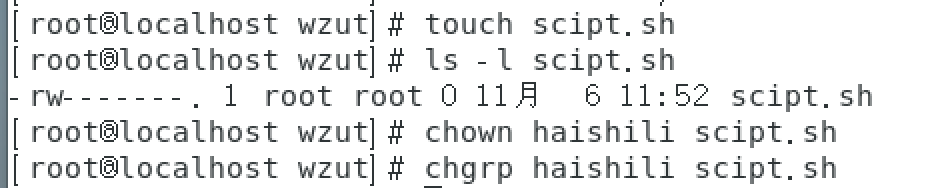 [root@localhost wzut]# touch scipt.sh
[root@localhost wzut]# ls -l scipt.sh
-rw-------. 1 root root 0 11月  6 11:52 scipt.sh
[root@localhost wzut]# chown haishili scipt.sh
[root@localhost wzut]# chgrp haishili scipt.sh